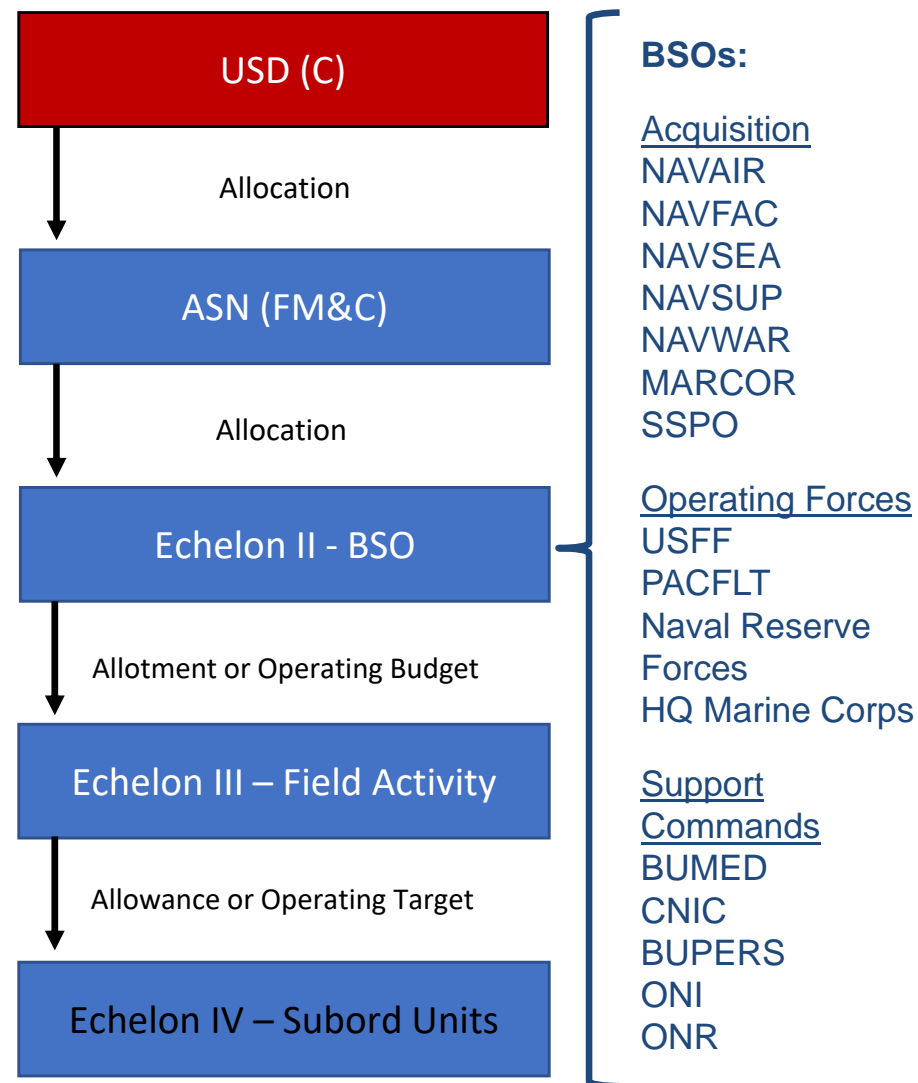 USD (C)
Allocation
ASN (FM&C)
Allocation
Echelon II - BSO
Allotment or Operating Budget
Echelon III – Field Activity
Allowance or Operating Target
Echelon IV – Subord Units
BSOs:
Acquisition
NAVAIR
NAVFAC
NAVSEA
NAVSUP
NAVWAR
MARCOR
SSPO
Operating Forces
USFF
PACFLT
Naval Reserve
Forces
HQ Marine Corps
Support
Commands
BUMED
CNIC
BUPERS
ONI
ONR